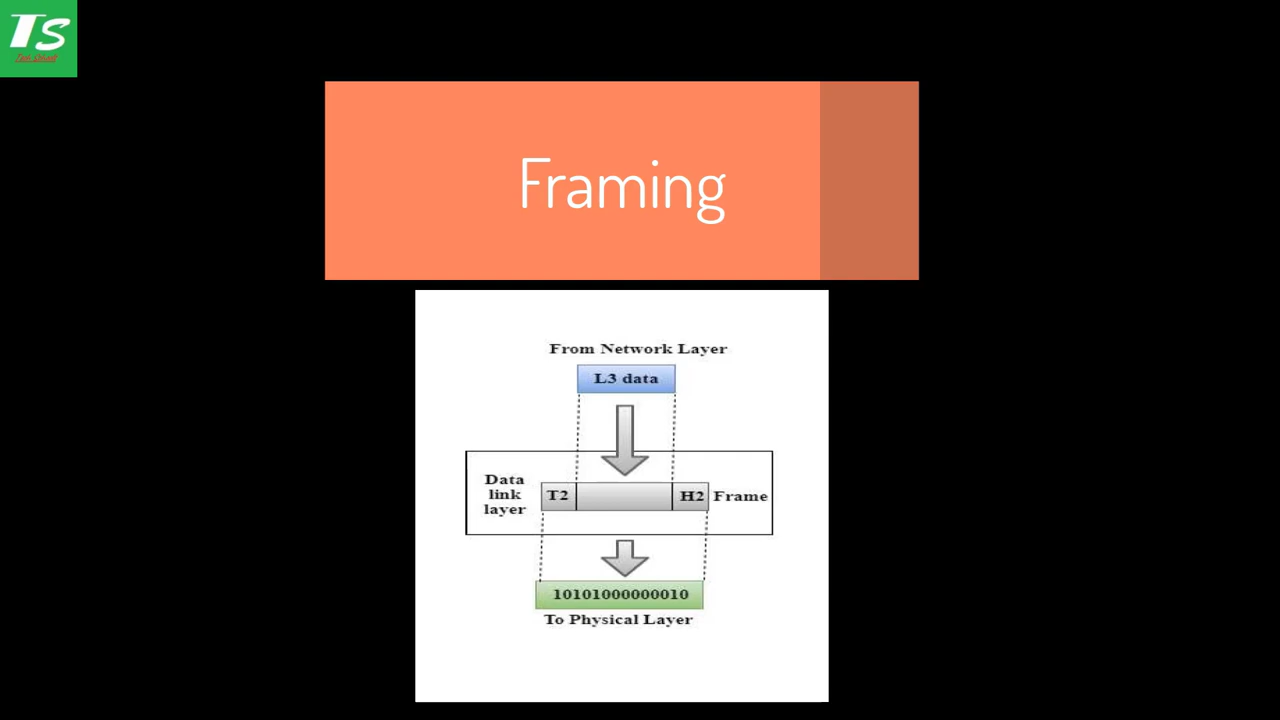 TS
Framing
From Network Layer
L3 data
Data
link
layer
T2
H2
Frame
10101000000010
To Physical Layer